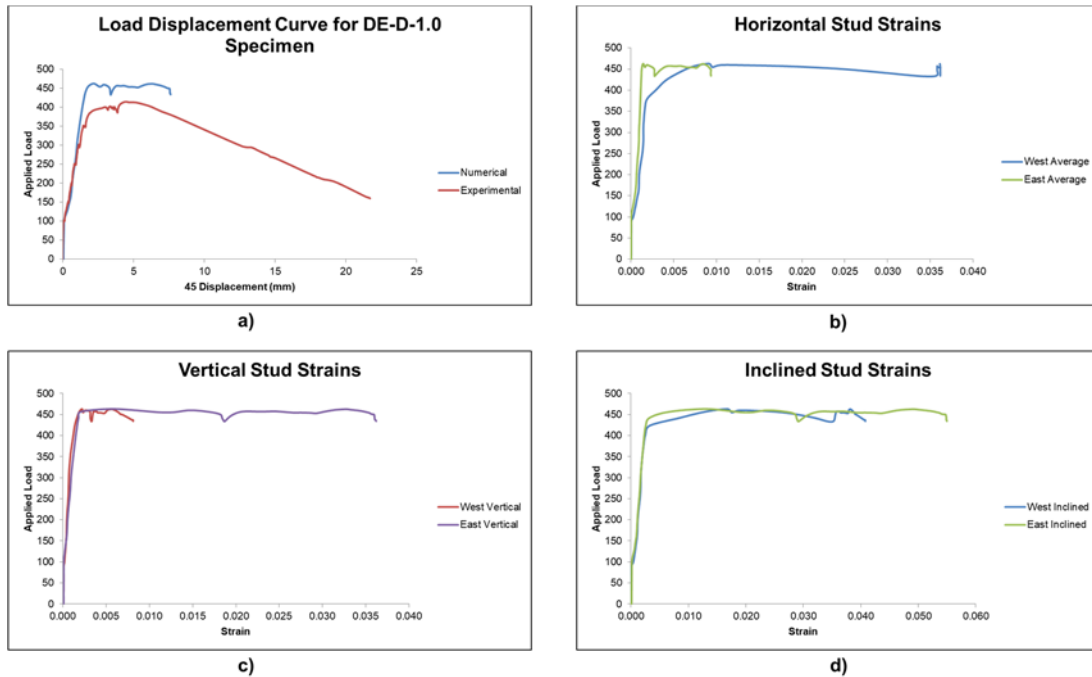 Load Displacement Curve for DE-D-1.0
Specimen
500
450
400
350
300
250
200
150
100
50
0
Applied Load
0 5 10 15 20 25
45 Displacement (mm)
Numerical
Experimental
a)
Horizontal Stud Strains
500
450
400
350
300
250
200
150
100
50
0
Applied Load
0.000 0.005 0.010 0.015 0.020 0.025 0.030 0.035 0.040
Strain
West Average
East Average
b)
Vertical Stud Strains
500
450
400
350
300
250
200
150
100
50
0
Applied Load
0.000 0.005 0.010 0.015 0.020 0.025 0.030 0.035 0.040
Strain
West Vertical
East Vertical
c)
Inclined Stud Strains
500
450
400
350
300
250
200
150
100
50
0
Applied Load
0.000 0.010 0.020 0.030 0.040 0.050 0.060
Strain
West Inclined
East Inclined
d)